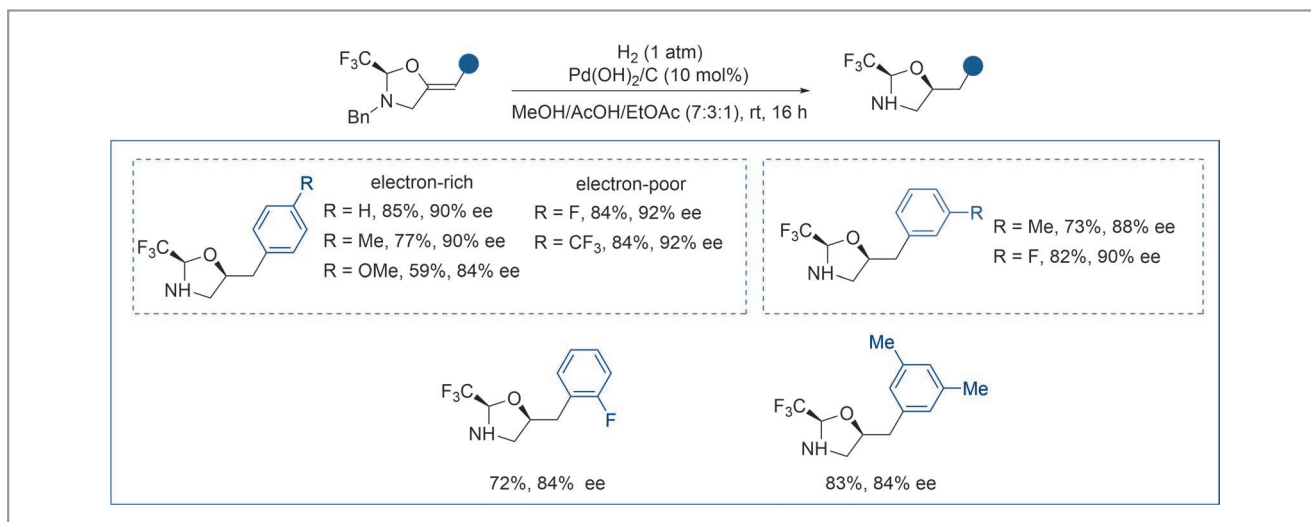 H2 (1 atm)
Pd(OH)2/C (10 mol%)
MeOH/AcOH/EtOAc (7:3:1), rt, 16 h
F3C
O
N
Bn
F3C
O
NH
R
F3C
O
NH
electron-rich
R = H, 85%, 90% ee
R = Me, 77%, 90% ee
R = OMe, 59%, 84% ee
electron-poor
R = F, 84%, 92% ee
R = CF3, 84%, 92% ee
R
F3C
O
NH
R = Me, 73%, 88% ee
R = F, 82%, 90% ee
F3C
O
NH
F
72%, 84% ee
Me
Me
F3C
O
NH
83%, 84% ee